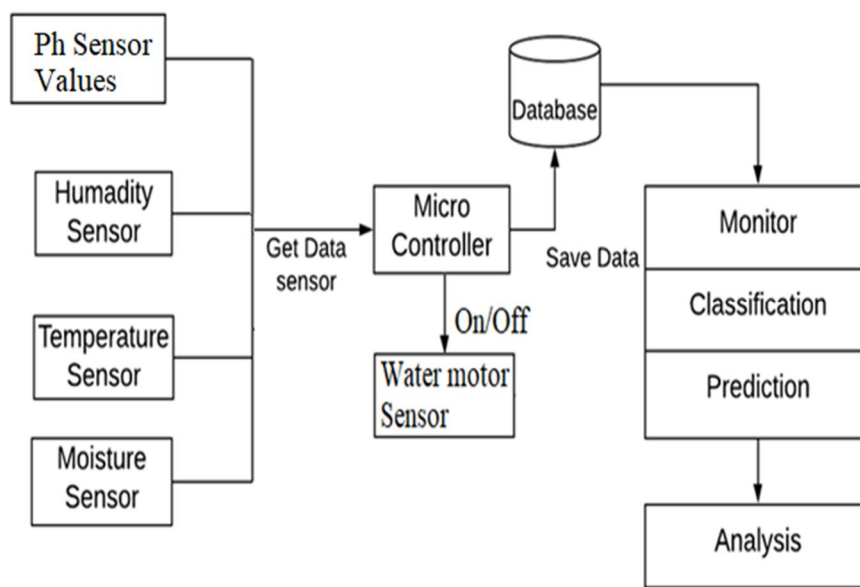 Ph Sensor
Values
Humadity
Sensor
Temperature
Sensor
Moisture
Sensor
Get Data
sensor
Micro
Controller
On/Off
Water motor
Sensor
Database
Save Data
Monitor
Classification
Prediction
Analysis